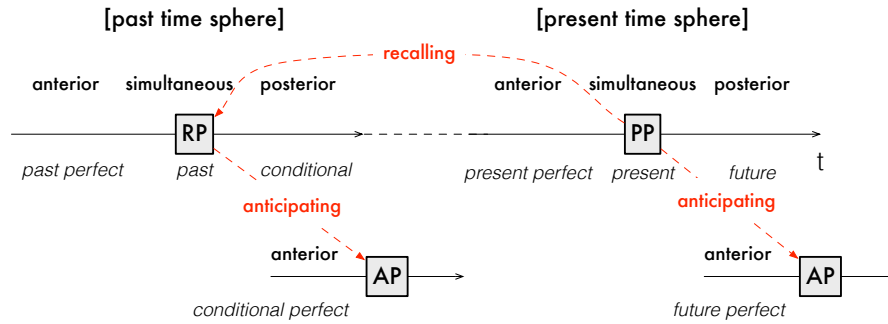 [past time sphere] [present time sphere]
recalling
anterior simultaneous posterior anterior simultaneous posterior
RP PP
past perfect past conditional present perfect present future t
anticipating anticipating
anterior anterior
AP AP
conditional perfect future perfect